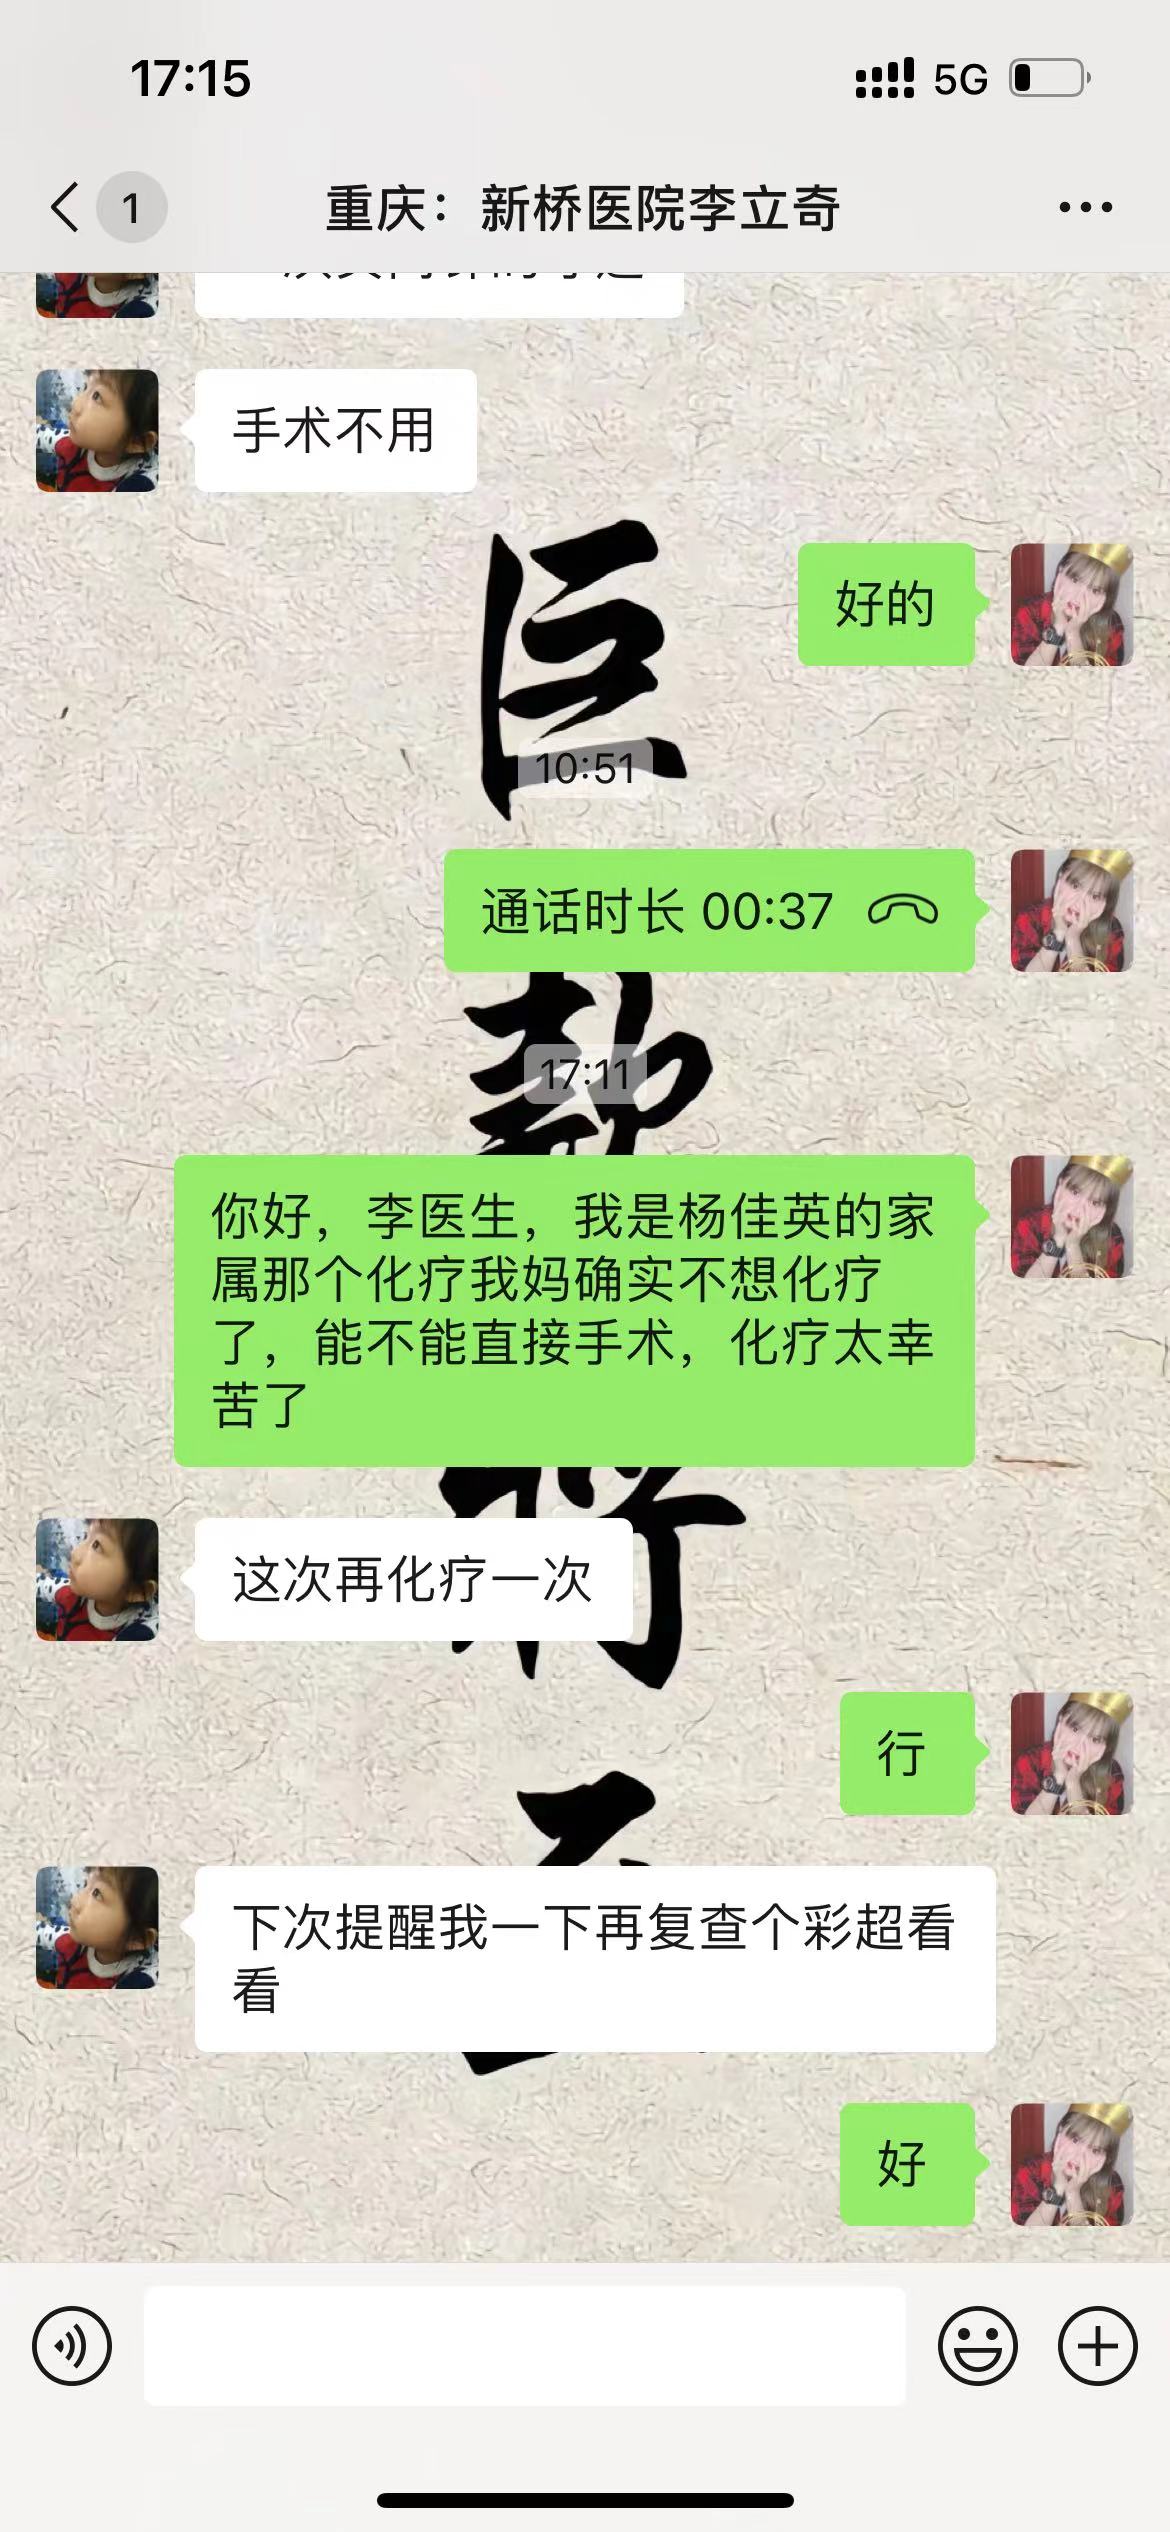 17:15
5G
1
重庆：新桥医院李立奇
手术不用
好的
10:51
通话时长 00:37
17:11
你好，李医生，我是杨佳英的家
属那个化疗我妈确实不想化疗
了，能不能直接手术，化疗太幸
苦了
这次再化疗一次
行
下次提醒我一下再复查个彩超看
看
好